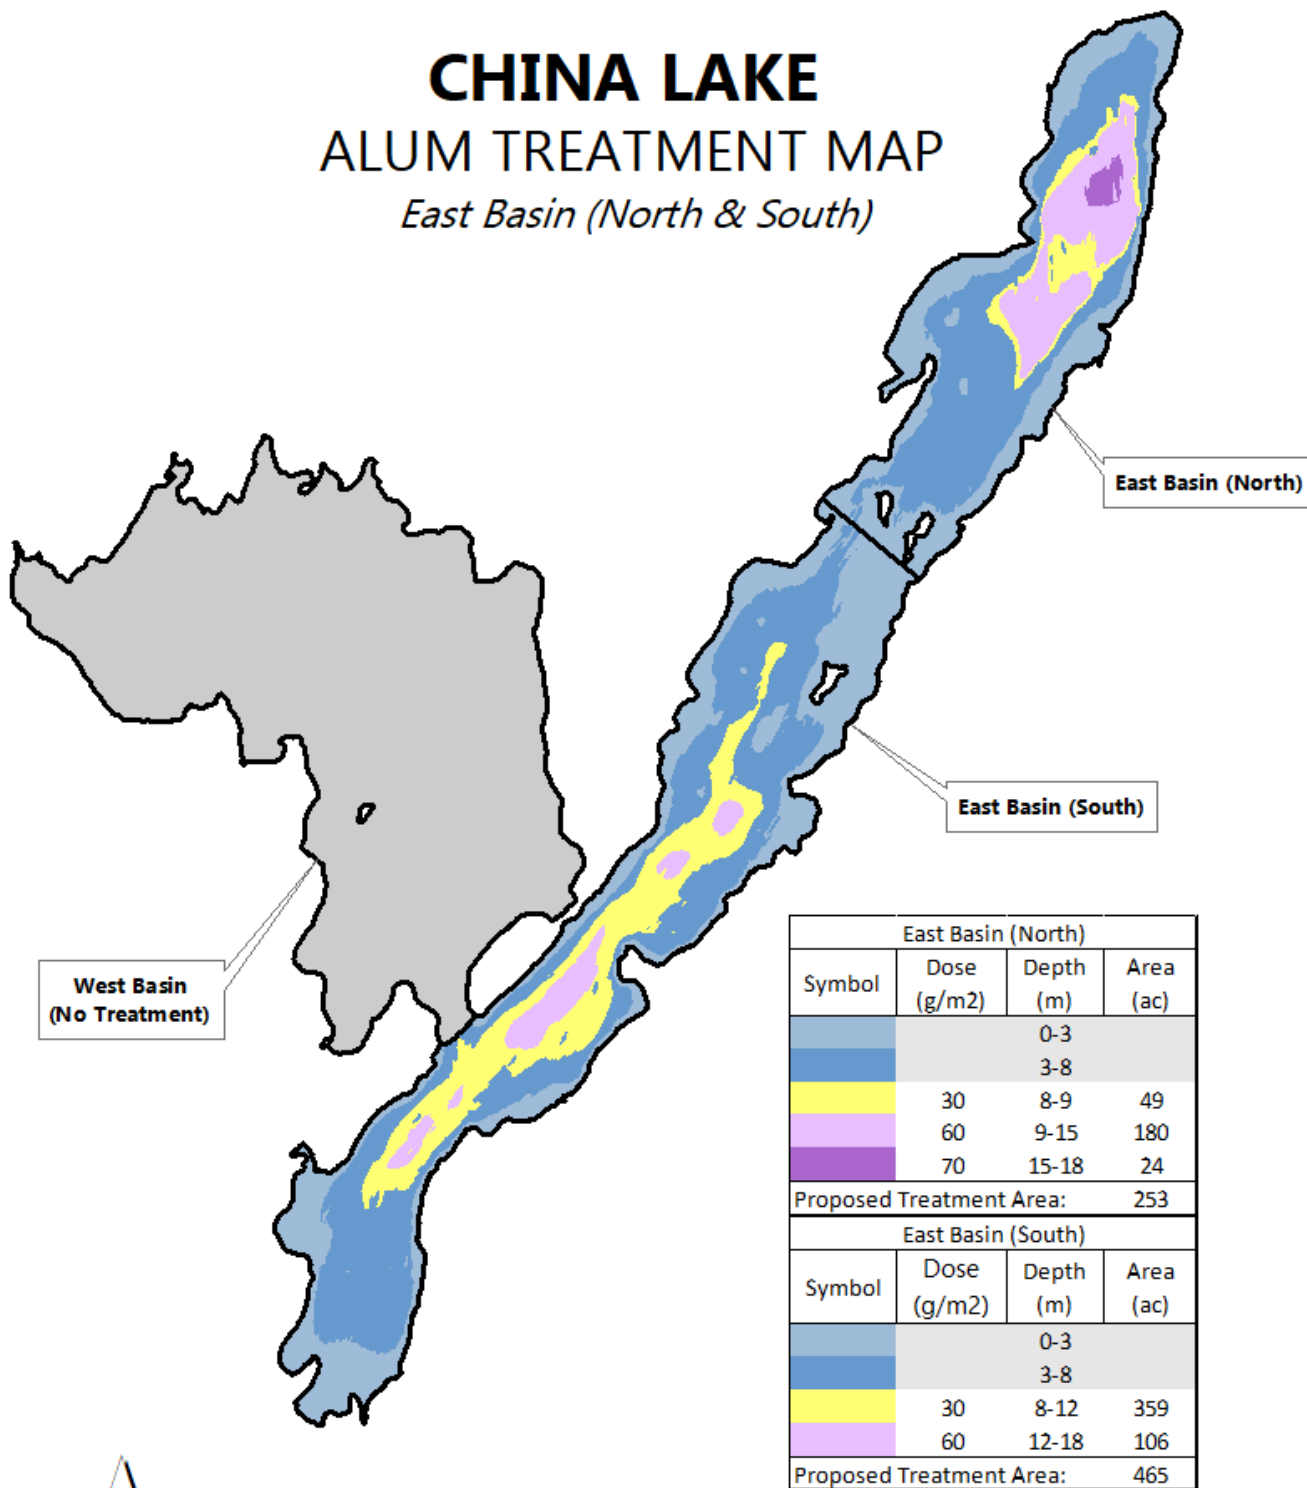 CHINA LAKE
ALUM TREATMENT MAP
East Basin (North & South)
East Basin (North)
East Basin (South)
West Basin
(No Treatment)
East Basin (North)
Symbol Dose (g/m2) Depth (m) Area (ac)
0-3
3-8
30 8-9 49
60 9-15 180
70 15-18 24
Proposed Treatment Area: 253
East Basin (South)
Symbol Dose (g/m2) Depth (m) Area (ac)
0-3
3-8
30 8-12 359
60 12-18 106
Proposed Treatment Area: 465